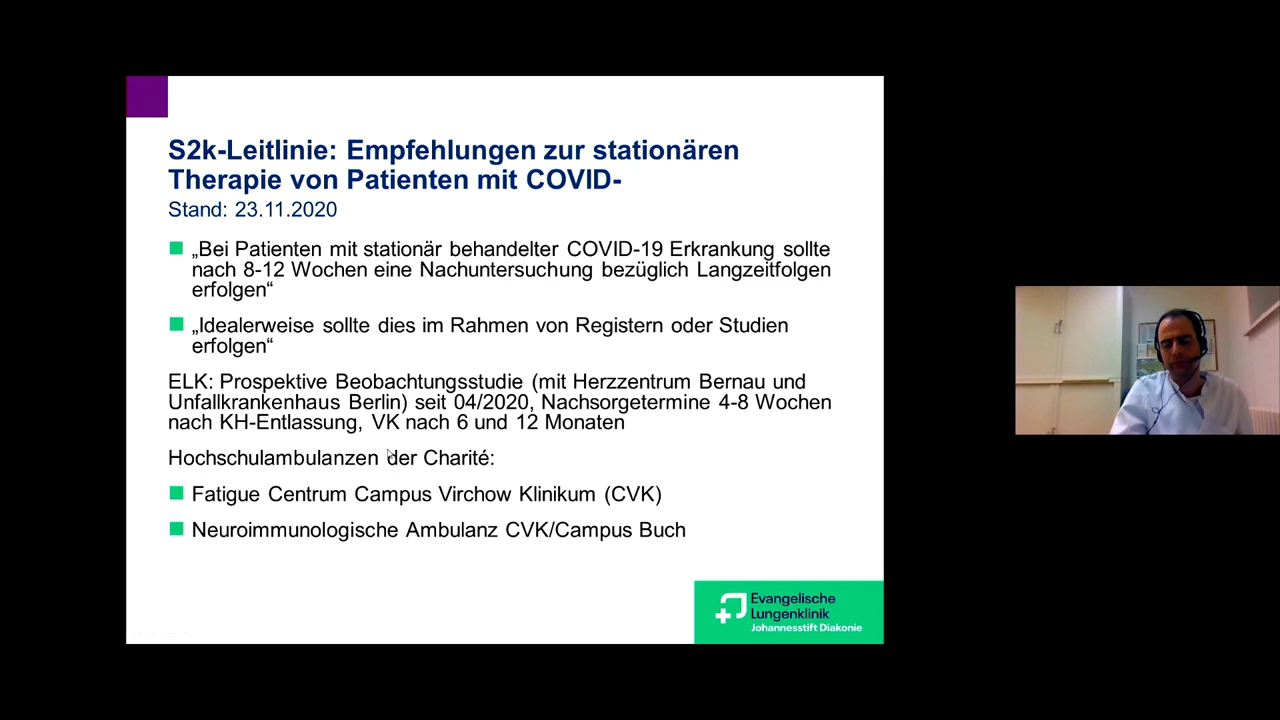 S2k-Leitlinie: Empfehlungen zur stationären
Therapie von Patienten mit COVID-
Stand: 23.11.2020
„Bei Patienten mit stationär behandelter COVID-19 Erkrankung sollte
nach 8-12 Wochen eine Nachuntersuchung bezüglich Langzeitfolgen
erfolgen“
„Idealerweise sollte dies im Rahmen von Registern oder Studien
erfolgen“
ELK: Prospektive Beobachtungsstudie (mit Herzzentrum Bernau und
Unfallkrankenhaus Berlin) seit 04/2020, Nachsorgetermine 4-8 Wochen
nach KH-Entlassung, VK nach 6 und 12 Monaten
Hochschulambulanzen der Charité:
Fatigue Centrum Campus Virchow Klinikum (CVK)
Neuroimmunologische Ambulanz CVK/Campus Buch
Evangelische
Lungenklinik
Johannesstift Diakonie